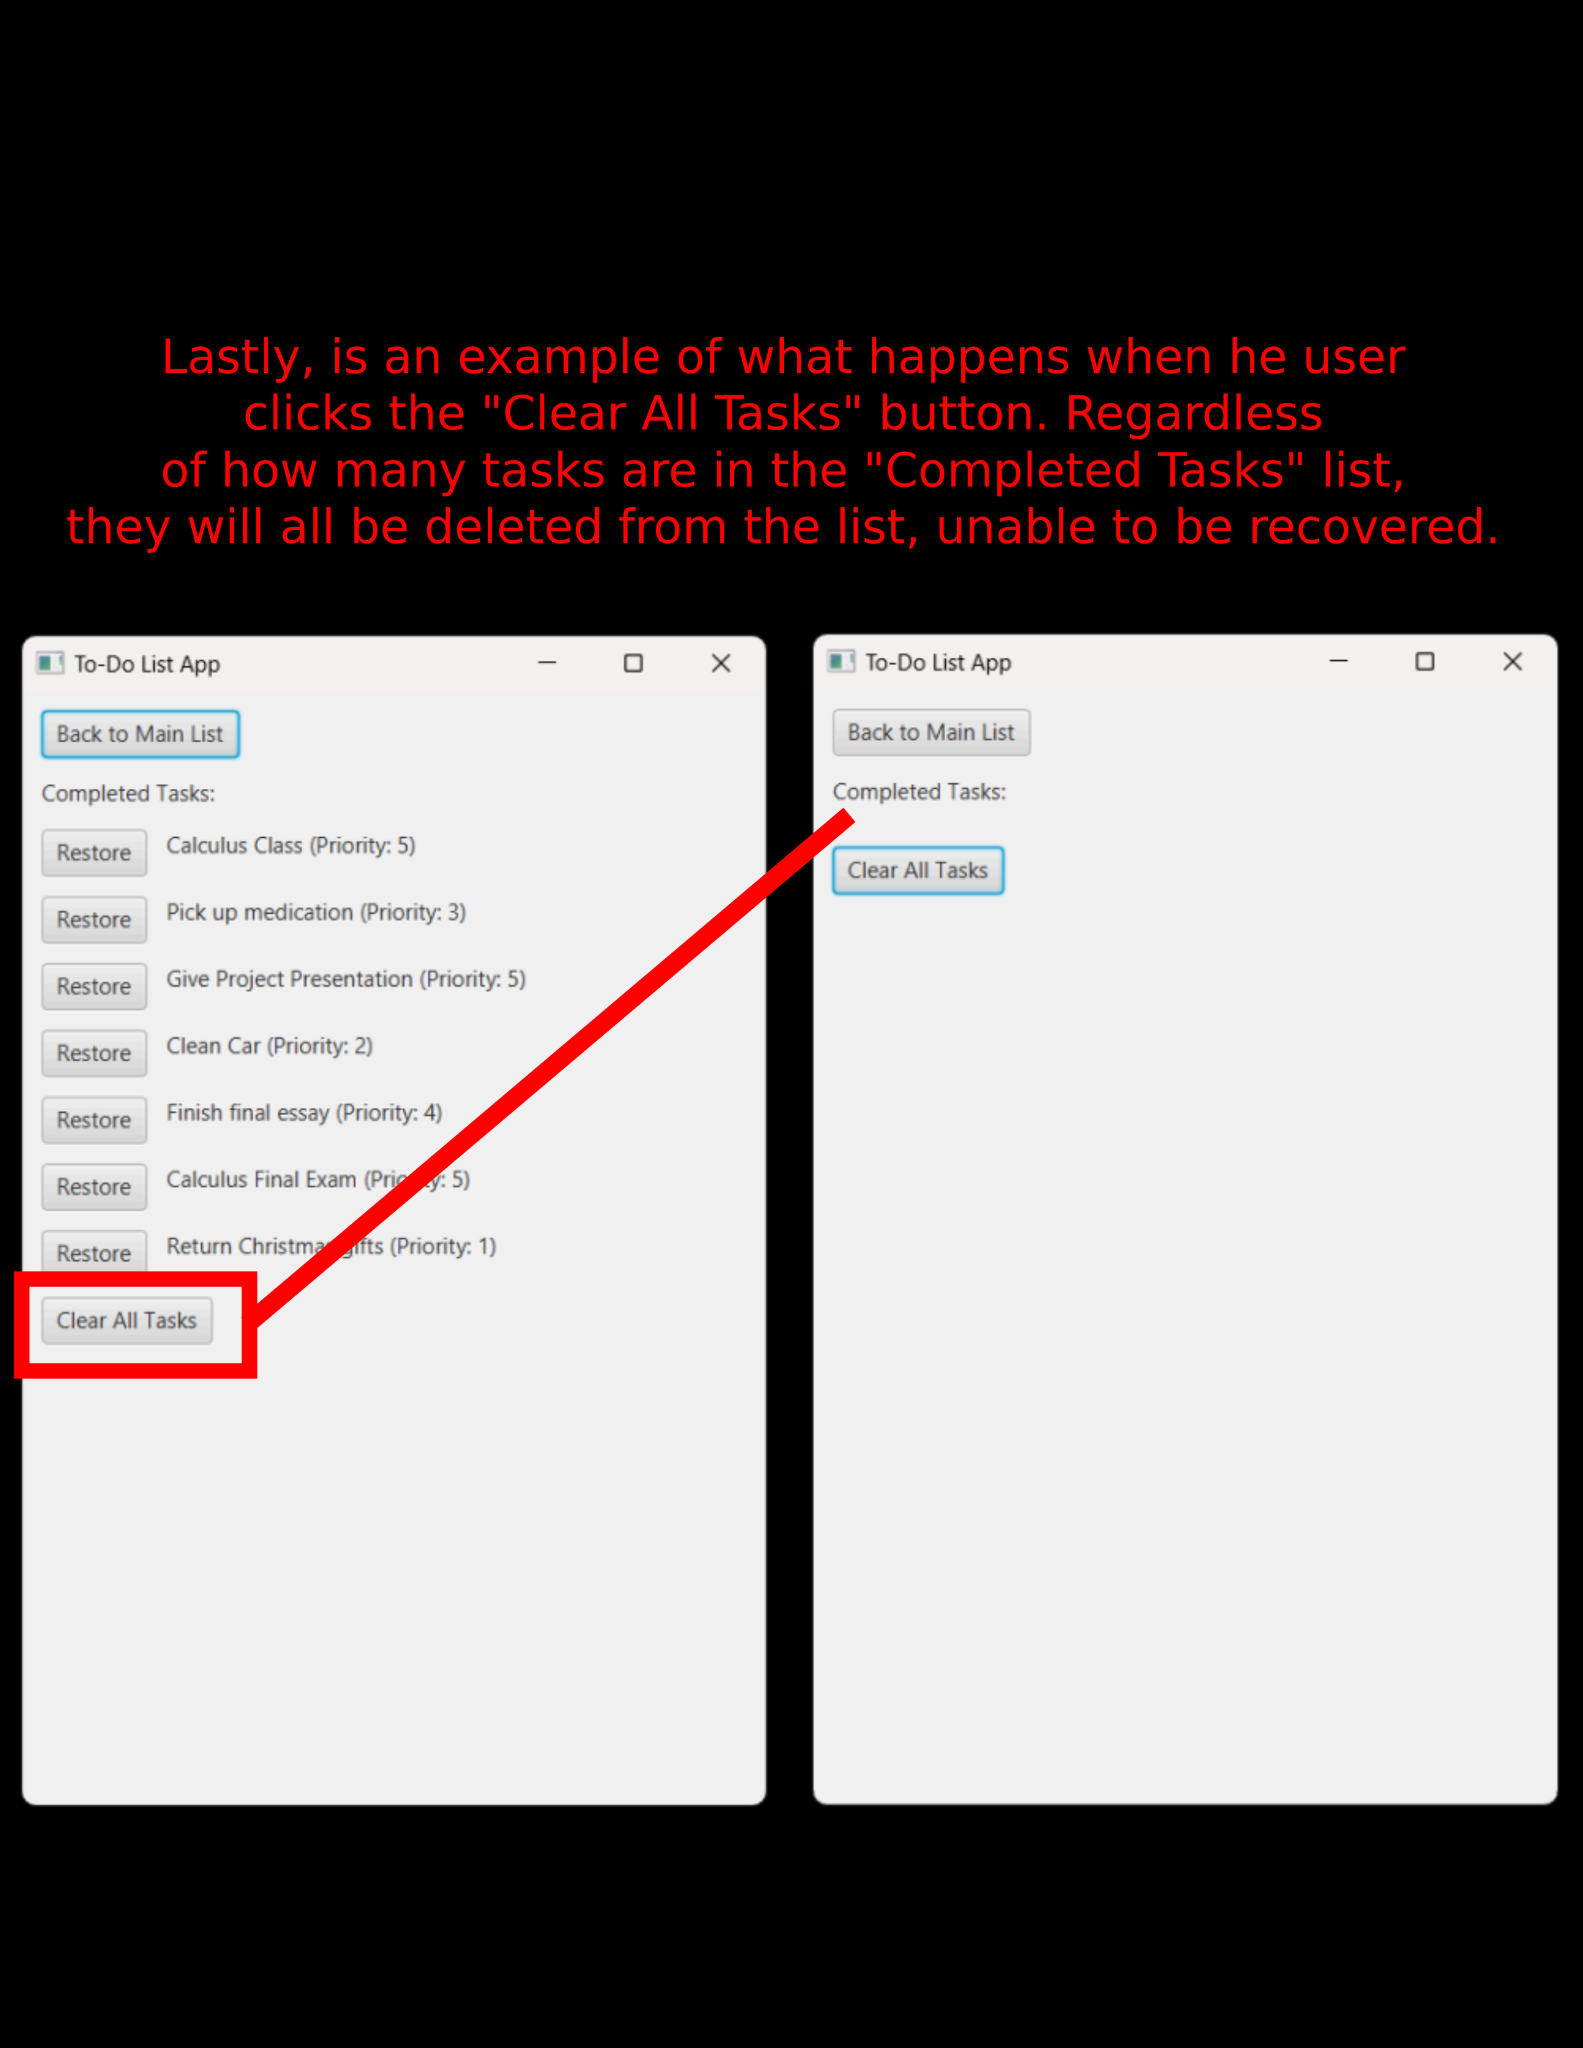 Lastly, is an example of what happens when he user
clicks the "Clear All Tasks" button. Regardless
of how many tasks are in the "Completed Tasks" list,
they will all be deleted from the list, unable to be recovered.
To-Do List App
Back to Main List
Completed Tasks:
Restore Calculus Class (Priority: 5)
Restore Pick up medication (Priority: 3)
Restore Give Project Presentation (Priority: 5)
Restore Clean Car (Priority: 2)
Restore Finish final essay (Priority: 4)
Restore Calculus Final Exam (Priority: 5)
Restore Return Christmas gifts (Priority: 1)
Clear All Tasks
To-Do List App
Back to Main List
Completed Tasks:
Clear All Tasks